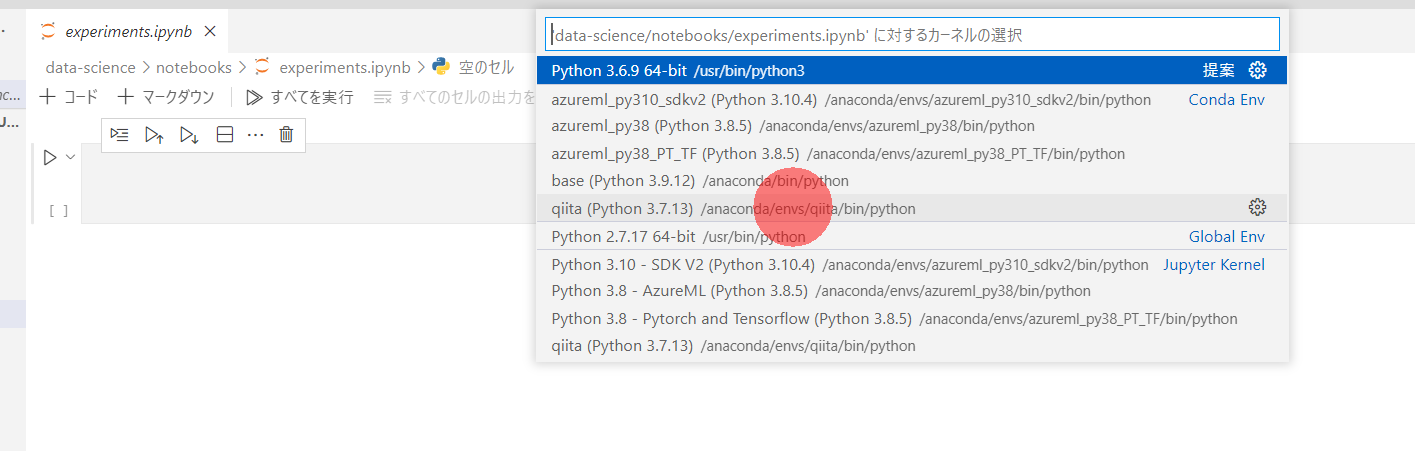 experiments.ipynb
data-science > notebooks > experiments.ipynb > 空のセル
+ コード + マークダウン すべてを実行 すべてのセルの出力を
[ ]
nc...
U...
'data-science/notebooks/experiments.ipynb' に対するカーネルの選択
Python 3.6.9 64-bit /usr/bin/python3 提案
azureml_py310_sdkv2 (Python 3.10.4) /anaconda/envs/azureml_py310_sdkv2/bin/python Conda Env
azureml_py38 (Python 3.8.5) /anaconda/envs/azureml_py38/bin/python
azureml_py38_PT_TF (Python 3.8.5) /anaconda/envs/azureml_py38_PT_TF/bin/python
base (Python 3.9.12) /anaconda/bin/python
qiita (Python 3.7.13) /anaconda/envs/qiita/bin/python
Python 2.7.17 64-bit /usr/bin/python Global Env
Python 3.10 - SDK V2 (Python 3.10.4) /anaconda/envs/azureml_py310_sdkv2/bin/python Jupyter Kernel
Python 3.8 - AzureML (Python 3.8.5) /anaconda/envs/azureml_py38/bin/python
Python 3.8 - Pytorch and Tensorflow (Python 3.8.5) /anaconda/envs/azureml_py38_PT_TF/bin/python
qiita (Python 3.7.13) /anaconda/envs/qiita/bin/python